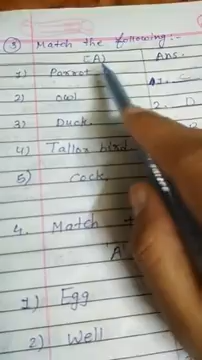 ③ Match the following:-
[A] Ans.
1) Parrot 1. C
2) owl 2. D
3) Duck.
4) Tallor bird
5) Cock.
4. Match
'A'
1) Egg
2) Well